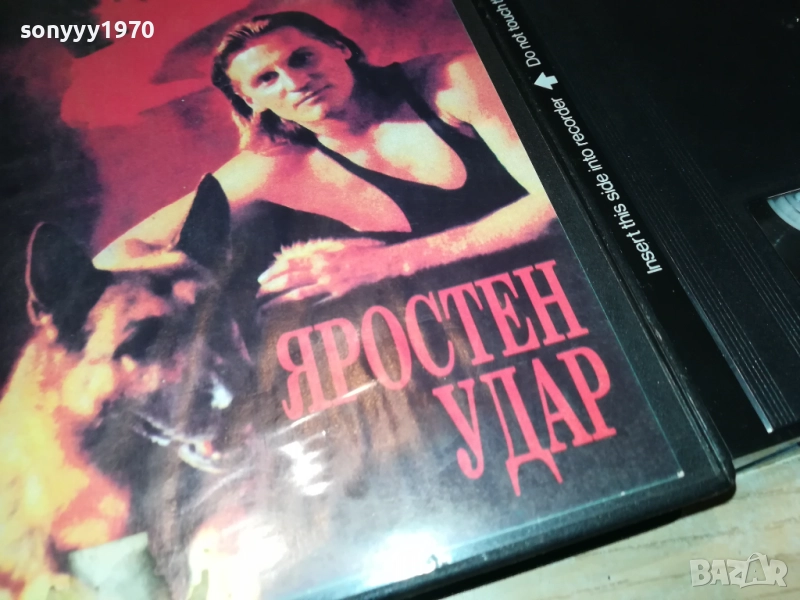 sonyyy1970
Do not touch
Insert this side into recorder
ЯРОСТЕН
УДАР
BAZAR